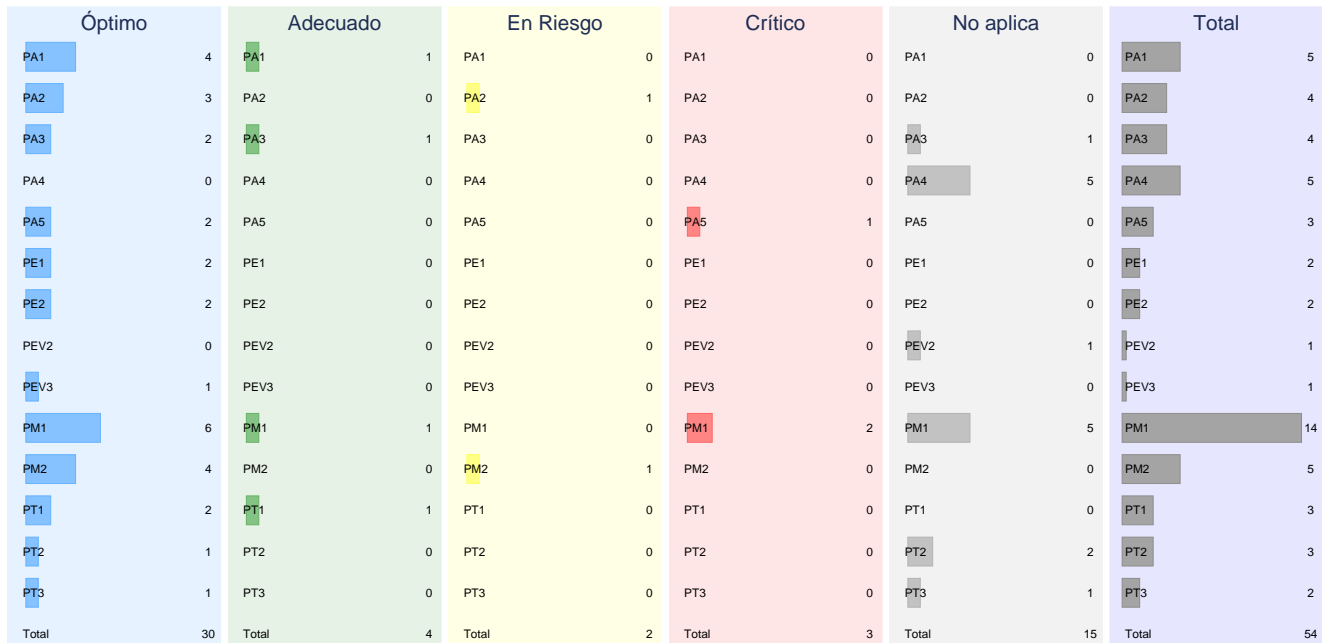 Óptimo Adecuado En Riesgo Crítico No aplica Total
PA1 4 PA1 1 PA1 0 PA1 0 PA1 0 PA1 5
PA2 3 PA2 0 PA2 1 PA2 0 PA2 0 PA2 4
PA3 2 PA3 1 PA3 0 PA3 0 PA3 1 PA3 4
PA4 0 PA4 0 PA4 0 PA4 0 PA4 5 PA4 5
PA5 2 PA5 0 PA5 0 PA5 1 PA5 0 PA5 3
PE1 2 PE1 0 PE1 0 PE1 0 PE1 0 PE1 2
PE2 2 PE2 0 PE2 0 PE2 0 PE2 0 PE2 2
PEV2 0 PEV2 0 PEV2 0 PEV2 0 PEV2 1 PEV2 1
PEV3 1 PEV3 0 PEV3 0 PEV3 0 PEV3 0 PEV3 1
PM1 6 PM1 1 PM1 0 PM1 2 PM1 5 PM1 14
PM2 4 PM2 0 PM2 1 PM2 0 PM2 0 PM2 5
PT1 2 PT1 1 PT1 0 PT1 0 PT1 0 PT1 3
PT2 1 PT2 0 PT2 0 PT2 0 PT2 2 PT2 3
PT3 1 PT3 0 PT3 0 PT3 0 PT3 1 PT3 2
Total 30 Total 4 Total 2 Total 3 Total 15 Total 54